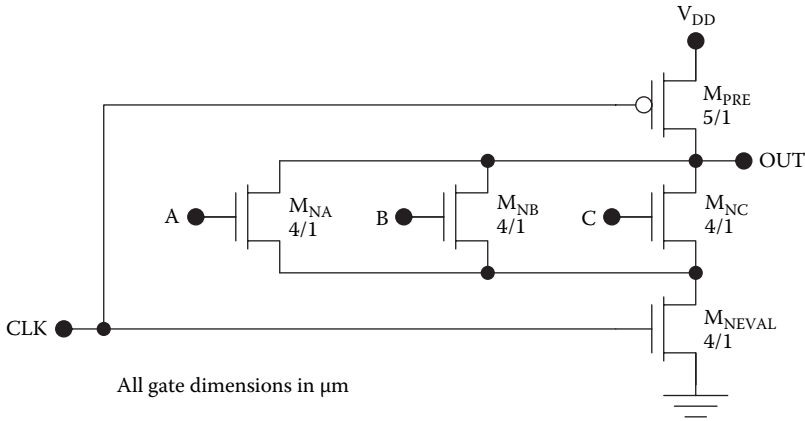 V_DD
M_PRE
5/1
OUT
A
M_NA
4/1
B
M_NB
4/1
C
M_NC
4/1
CLK
M_NEVAL
4/1
All gate dimensions in μm